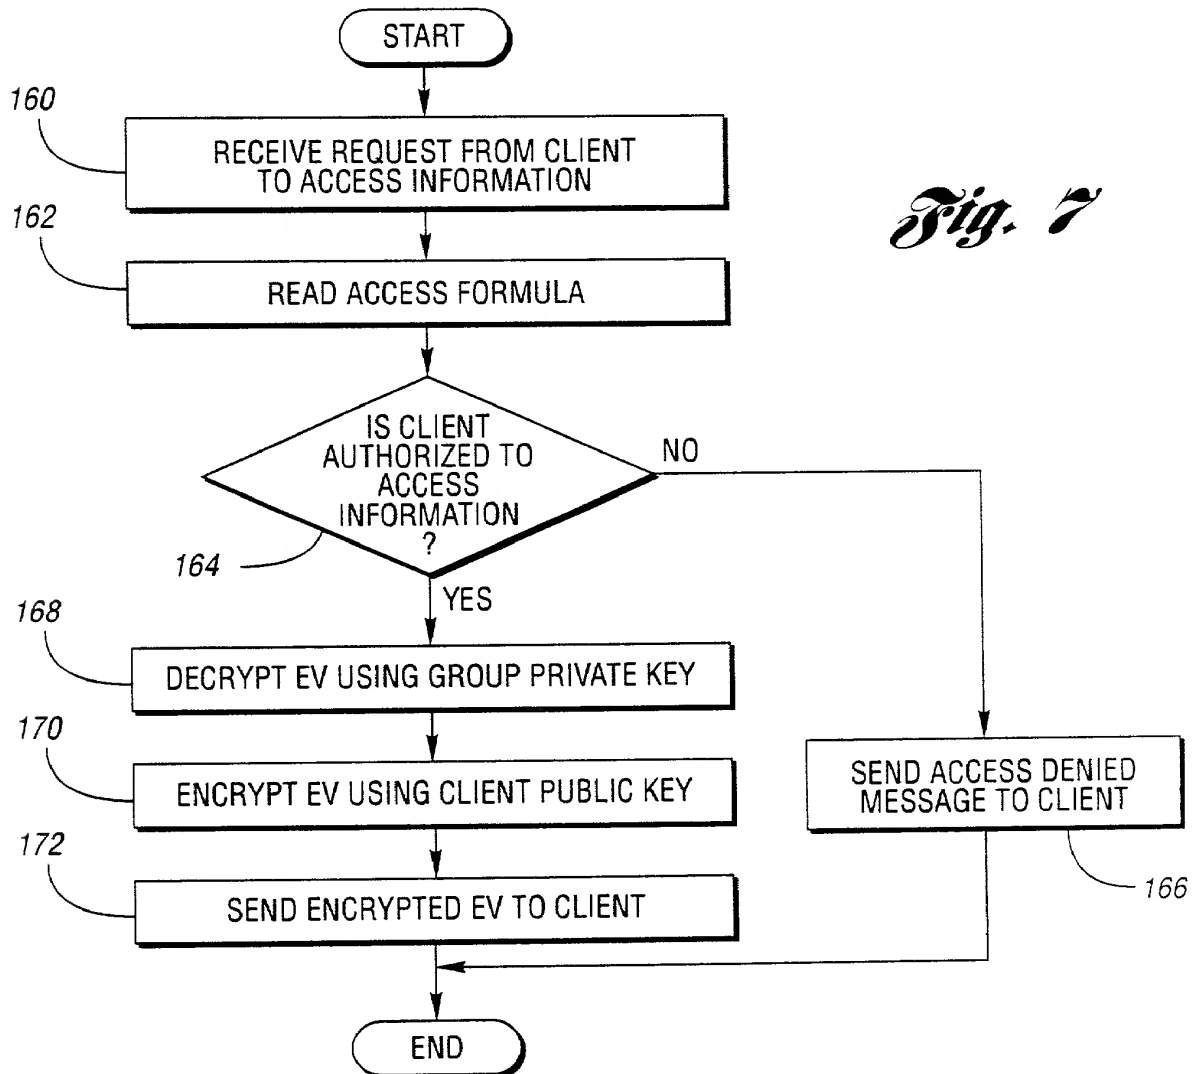 START
160
RECEIVE REQUEST FROM CLIENT
TO ACCESS INFORMATION
Fig. 7
162
READ ACCESS FORMULA
IS CLIENT
AUTHORIZED TO
ACCESS
INFORMATION
?
NO
164
YES
168
DECRYPT EV USING GROUP PRIVATE KEY
170
ENCRYPT EV USING CLIENT PUBLIC KEY
SEND ACCESS DENIED
MESSAGE TO CLIENT
172
166
SEND ENCRYPTED EV TO CLIENT
END